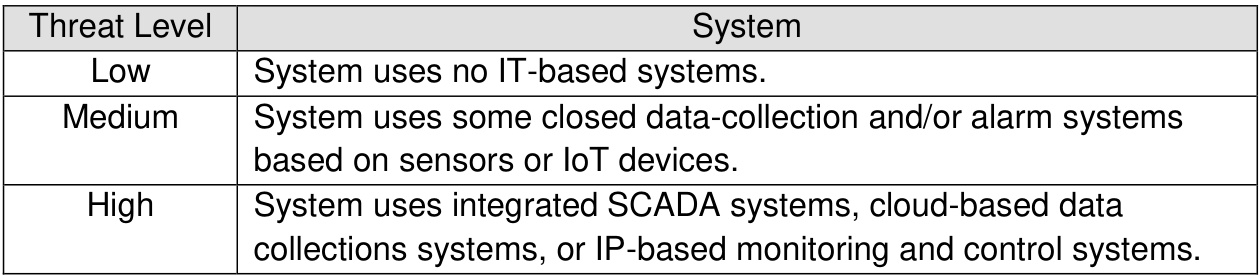 Threat Level System
Low System uses no IT-based systems.
Medium System uses some closed data-collection and/or alarm systems
based on sensors or IoT devices.
High System uses integrated SCADA systems, cloud-based data
collections systems, or IP-based monitoring and control systems.